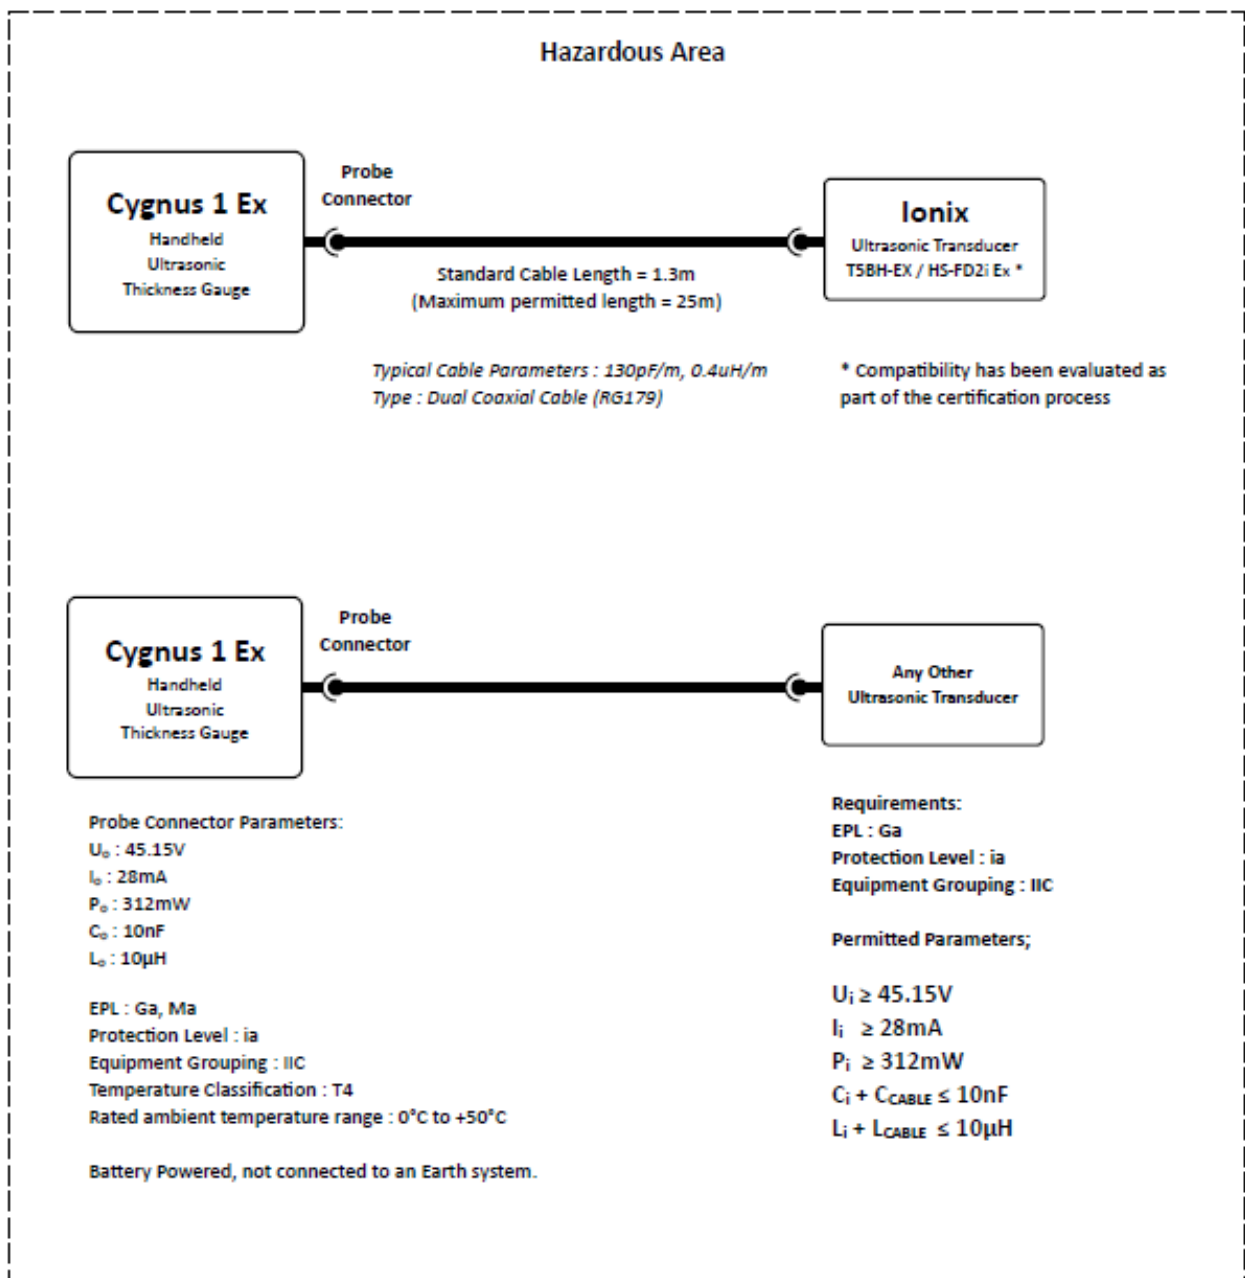 Hazardous Area
Cygnus 1 Ex
Handheld
Ultrasonic
Thickness Gauge
Probe
Connector
Standard Cable Length = 1.3m
(Maximum permitted length = 25m)
Ionix
Ultrasonic Transducer
T5BH-EX / HS-FD2i Ex *
Typical Cable Parameters : 130pF/m, 0.4uH/m
Type : Dual Coaxial Cable (RG179)
* Compatibility has been evaluated as
part of the certification process
Cygnus 1 Ex
Handheld
Ultrasonic
Thickness Gauge
Probe
Connector
Any Other
Ultrasonic Transducer
Probe Connector Parameters:
Uₒ : 45.15V
Iₒ : 28mA
Pₒ : 312mW
Cₒ : 10nF
Lₒ : 10µH
EPL : Ga, Ma
Protection Level : ia
Equipment Grouping : IIC
Temperature Classification : T4
Rated ambient temperature range : 0°C to +50°C
Battery Powered, not connected to an Earth system.
Requirements:
EPL : Ga
Protection Level : ia
Equipment Grouping : IIC
Permitted Parameters;
Uᵢ ≥ 45.15V
Iᵢ ≥ 28mA
Pᵢ ≥ 312mW
Cᵢ + CCABLE ≤ 10nF
Lᵢ + LCABLE ≤ 10µH